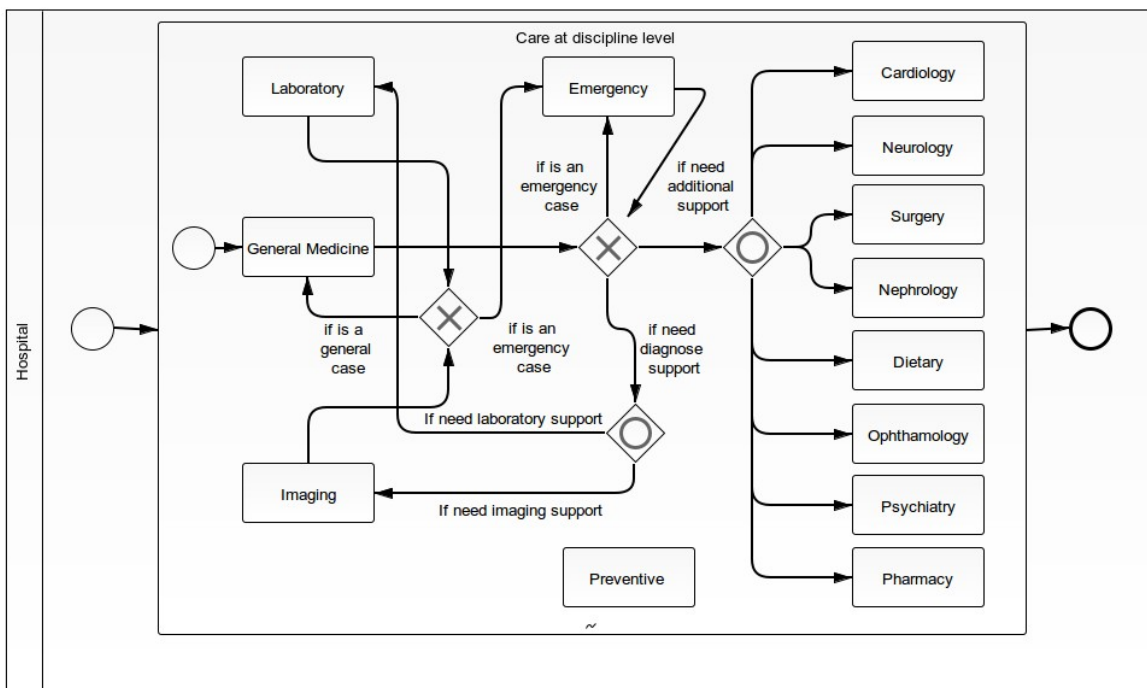 Care at discipline level
Laboratory
Emergency
Cardiology
Neurology
if is an
emergency
case
if need
additional
support
Surgery
General Medicine
Nephrology
if is a
general
case
if is an
emergency
case
if need
diagnose
support
Hospital
Dietary
If need laboratory support
Ophthamology
Imaging
If need imaging support
Psychiatry
Preventive
Pharmacy
~